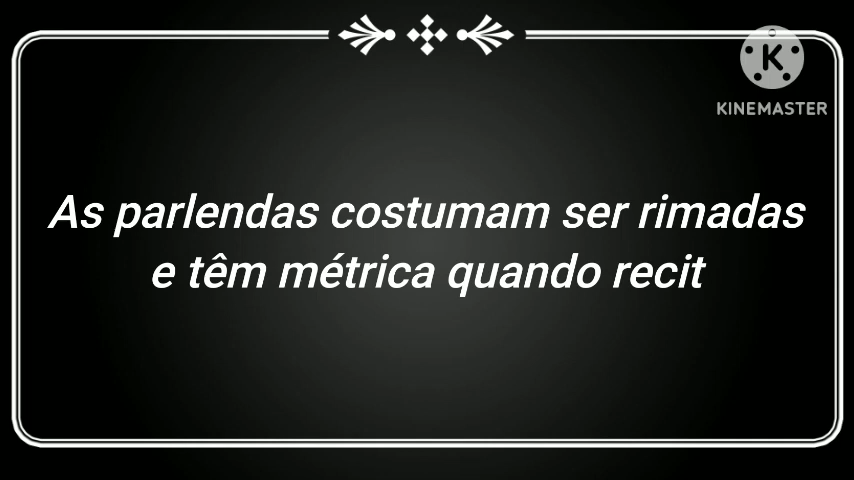 K
KINEMASTER
As parlendas costumam ser rimadas
e têm métrica quando recit